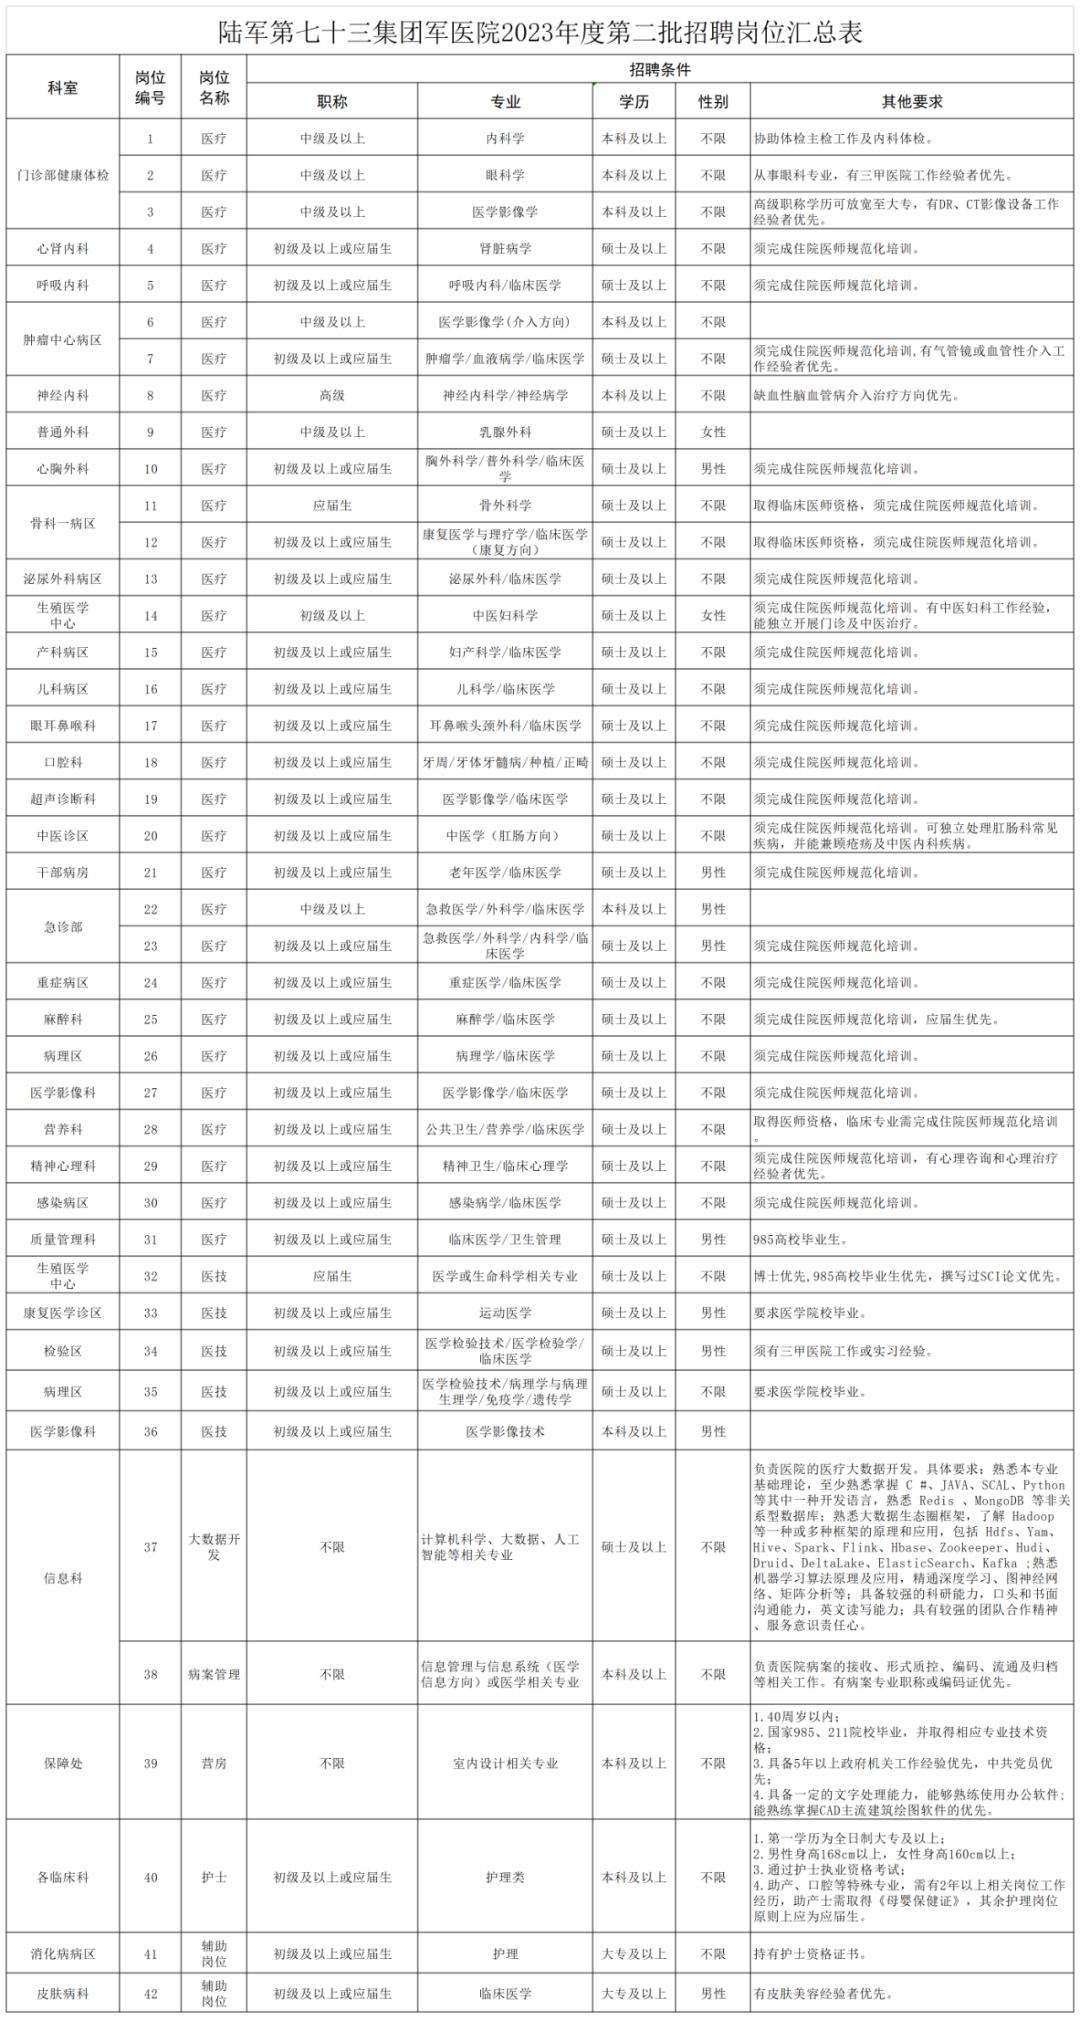 陆军第七十三集团军医院2023年度第二批招聘岗位汇总表
科室 岗位编号 岗位名称 招聘条件
职称 专业 学历 性别 其他要求
门诊部健康体检
1 医疗 中级及以上 内科学 本科及以上 不限 协助体检主检工作及内科体检。
2 医疗 中级及以上 眼科学 本科及以上 不限 从事眼科专业，有三甲医院工作经验者优先。
3 医疗 中级及以上 医学影像学 本科及以上 不限 高级职称学历可放宽至大专，有DR、CT影像设备工作
经验者优先。
心肾内科 4 医疗 初级及以上或应届生 肾脏病学 硕士及以上 不限 须完成住院医师规范化培训。
呼吸内科 5 医疗 初级及以上或应届生 呼吸内科/临床医学 硕士及以上 不限 须完成住院医师规范化培训。
肿瘤中心病区
6 医疗 中级及以上 医学影像学(介入方向) 本科及以上 不限
7 医疗 初级及以上或应届生 肿瘤学/血液病学/临床医学 硕士及以上 不限 须完成住院医师规范化培训,有气管镜或血管性介入工
作经验者优先。
神经内科 8 医疗 高级 神经内科学/神经病学 本科及以上 不限 缺血性脑血管病介入治疗方向优先。
普通外科 9 医疗 中级及以上 乳腺外科 硕士及以上 女性
心胸外科 10 医疗 初级及以上或应届生 胸外科学/普外科学/临床医
学 硕士及以上 男性 须完成住院医师规范化培训。
骨科一病区
11 医疗 应届生 骨外科学 硕士及以上 不限 取得临床医师资格，须完成住院医师规范化培训。
12 医疗 初级及以上或应届生 康复医学与理疗学/临床医学
（康复方向） 硕士及以上 不限 取得临床医师资格，须完成住院医师规范化培训。
泌尿外科病区 13 医疗 初级及以上或应届生 泌尿外科/临床医学 硕士及以上 不限 须完成住院医师规范化培训。
生殖医学
中心 14 医疗 初级及以上 中医妇科学 硕士及以上 女性 须完成住院医师规范化培训。有中医妇科工作经验，
能独立开展门诊及中医治疗。
产科病区 15 医疗 初级及以上或应届生 妇产科学/临床医学 硕士及以上 不限 须完成住院医师规范化培训。
儿科病区 16 医疗 初级及以上或应届生 儿科学/临床医学 硕士及以上 不限 须完成住院医师规范化培训。
眼耳鼻喉科 17 医疗 初级及以上或应届生 耳鼻喉头颈外科/临床医学 硕士及以上 不限 须完成住院医师规范化培训。
口腔科 18 医疗 初级及以上或应届生 牙周/牙体牙髓病/种植/正畸 硕士及以上 不限 须完成住院医师规范化培训。
超声诊断科 19 医疗 初级及以上或应届生 医学影像学/临床医学 硕士及以上 不限 须完成住院医师规范化培训。
中医诊区 20 医疗 初级及以上或应届生 中医学（肛肠方向） 硕士及以上 不限 须完成住院医师规范化培训。可独立处理肛肠科常见
疾病，并能兼顾疮疡及中医内科疾病。
干部病房 21 医疗 初级及以上或应届生 老年医学/临床医学 硕士及以上 男性 须完成住院医师规范化培训。
急诊部
22 医疗 中级及以上 急救医学/外科学/临床医学 本科及以上 男性
23 医疗 初级及以上或应届生 急救医学/外科学/内科学/临
床医学 硕士及以上 男性 须完成住院医师规范化培训。
重症病区 24 医疗 初级及以上或应届生 重症医学/临床医学 硕士及以上 不限 须完成住院医师规范化培训。
麻醉科 25 医疗 初级及以上或应届生 麻醉学/临床医学 硕士及以上 不限 须完成住院医师规范化培训，应届生优先。
病理区 26 医疗 初级及以上或应届生 病理学/临床医学 硕士及以上 不限 须完成住院医师规范化培训。
医学影像科 27 医疗 初级及以上或应届生 医学影像学/临床医学 硕士及以上 不限 须完成住院医师规范化培训。
营养科 28 医疗 初级及以上或应届生 公共卫生/营养学/临床医学 硕士及以上 不限 取得医师资格，临床专业需完成住院医师规范化培训
。
精神心理科 29 医疗 初级及以上或应届生 精神卫生/临床心理学 硕士及以上 不限 须完成住院医师规范化培训，有心理咨询和心理治疗
经验者优先。
感染病区 30 医疗 初级及以上或应届生 感染病学/临床医学 硕士及以上 不限 须完成住院医师规范化培训。
质量管理科 31 医疗 初级及以上或应届生 临床医学/卫生管理 硕士及以上 男性 985高校毕业生。
生殖医学
中心 32 医技 应届生 医学或生命科学相关专业 硕士及以上 不限 博士优先,985高校毕业生优先，撰写过SCI论文优先。
康复医学诊区 33 医技 初级及以上或应届生 运动医学 硕士及以上 男性 要求医学院校毕业。
检验区 34 医技 初级及以上或应届生 医学检验技术/医学检验学/
临床医学 硕士及以上 男性 须有三甲医院工作或实习经验。
病理区 35 医技 初级及以上或应届生 医学检验技术/病理学与病理
生理学/免疫学/遗传学 硕士及以上 不限 要求医学院校毕业。
医学影像科 36 医技 初级及以上或应届生 医学影像技术 本科及以上 男性
信息科
37 大数据开
发 不限 计算机科学、大数据、人工
智能等相关专业 硕士及以上 不限
负责医院的医疗大数据开发。具体要求：熟悉本专业
基础理论，至少熟悉掌握 C #、JAVA、SCAL、Python
等其中一种开发语言，熟悉 Redis 、MongoDB 等非关
系型数据库；熟悉大数据生态圈框架，了解 Hadoop
等一种或多种框架的原理和应用，包括 Hdfs、Yam、
Hive、Spark、Flink、Hbase、Zookeeper、Hudi、
Druid、DeltaLake、ElasticSearch、Kafka ;熟悉
机器学习算法原理及应用，精通深度学习、图神经网
络、矩阵分析等；具备较强的科研能力，口头和书面
沟通能力，英文读写能力；具有较强的团队合作精神
、服务意识责任心。
38 病案管理 不限 信息管理与信息系统（医学
信息方向）或医学相关专业 本科及以上 不限 负责医院病案的接收、形式质控、编码、流通及归档
等相关工作。有病案专业职称或编码证优先。
保障处 39 营房 不限 室内设计相关专业 本科及以上 不限
1.40周岁以内；
2.国家985、211院校毕业，并取得相应专业技术资
格；
3.具备5年以上政府机关工作经验优先，中共党员优
先；
4.具备一定的文字处理能力，能够熟练使用办公软件；
能熟练掌握CAD主流建筑绘图软件的优先。
各临床科 40 护士 初级及以上或应届生 护理类 本科及以上 不限
1.第一学历为全日制大专及以上；
2.男性身高168cm以上，女性身高160cm以上；
3.通过护士执业资格考试；
4.助产、口腔等特殊专业，需有2年以上相关岗位工作
经历，助产士需取得《母婴保健证》，其余护理岗位
原则上应为应届生。
消化病病区 41 辅助
岗位 初级及以上或应届生 护理 大专及以上 不限 持有护士资格证书。
皮肤病科 42 辅助
岗位 初级及以上或应届生 临床医学 大专及以上 男性 有皮肤美容经验者优先。